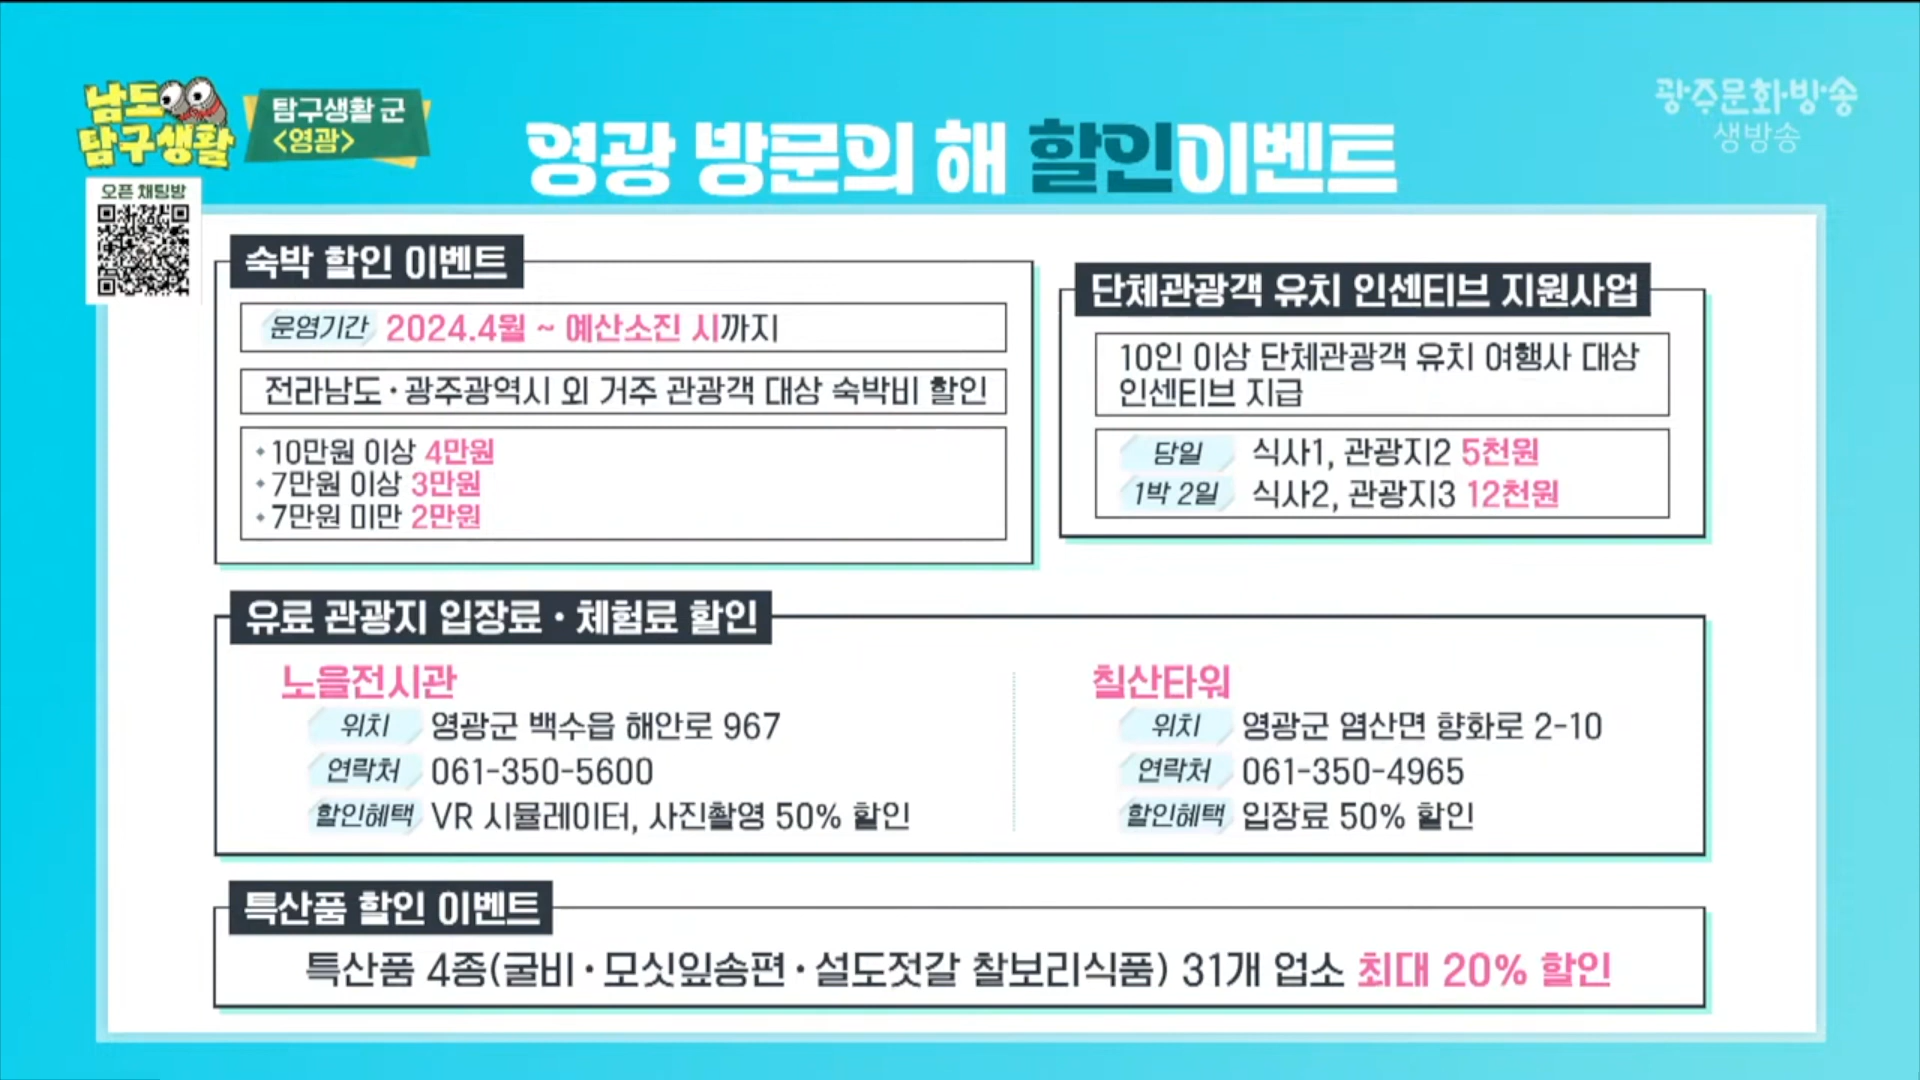 남도
탐구생활
탐구생활 군
<영광>
광주문화방송
생방송
오픈 채팅방
영광 방문의 해 할인이벤트
숙박 할인 이벤트
운영기간 2024.4월 ~ 예산소진 시까지
전라남도·광주광역시 외 거주 관광객 대상 숙박비 할인
• 10만원 이상 4만원
• 7만원 이상 3만원
• 7만원 미만 2만원
단체관광객 유치 인센티브 지원사업
10인 이상 단체관광객 유치 여행사 대상
인센티브 지급
당일 식사1, 관광지2 5천원
1박 2일 식사2, 관광지3 12천원
유료 관광지 입장료·체험료 할인
노을전시관
위치 영광군 백수읍 해안로 967
연락처 061-350-5600
할인혜택 VR 시뮬레이터, 사진촬영 50% 할인
칠산타워
위치 영광군 염산면 향화로 2-10
연락처 061-350-4965
할인혜택 입장료 50% 할인
특산품 할인 이벤트
특산품 4종(굴비·모싯잎송편·설도젓갈 찰보리식품) 31개 업소 최대 20% 할인